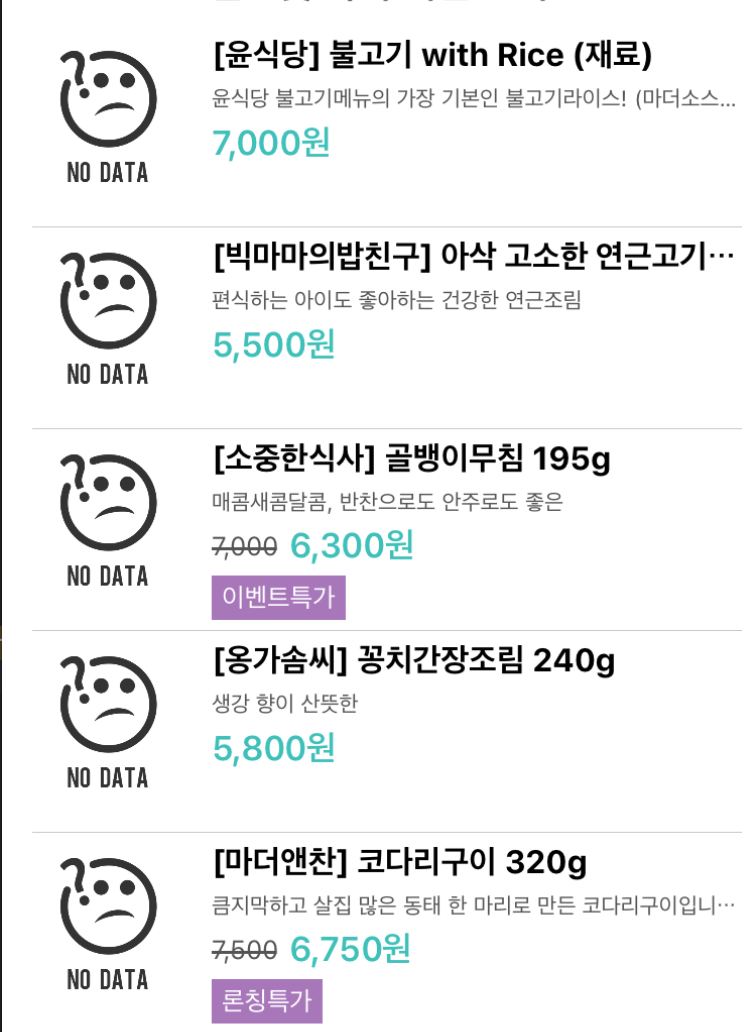 NO DATA
[윤식당] 불고기 with Rice (재료)
윤식당 불고기메뉴의 가장 기본인 불고기라이스! (마더소스...
7,000원
NO DATA
[빅마마의밥친구] 아삭 고소한 연근고기…
편식하는 아이도 좋아하는 건강한 연근조림
5,500원
NO DATA
[소중한식사] 골뱅이무침 195g
매콤새콤달콤, 반찬으로도 안주로도 좋은
7,000 6,300원
이벤트특가
NO DATA
[옹가솜씨] 꽁치간장조림 240g
생강 향이 산뜻한
5,800원
NO DATA
[마더앤찬] 코다리구이 320g
큼지막하고 살집 많은 동태 한 마리로 만든 코다리구이입니…
7,500 6,750원
론칭특가